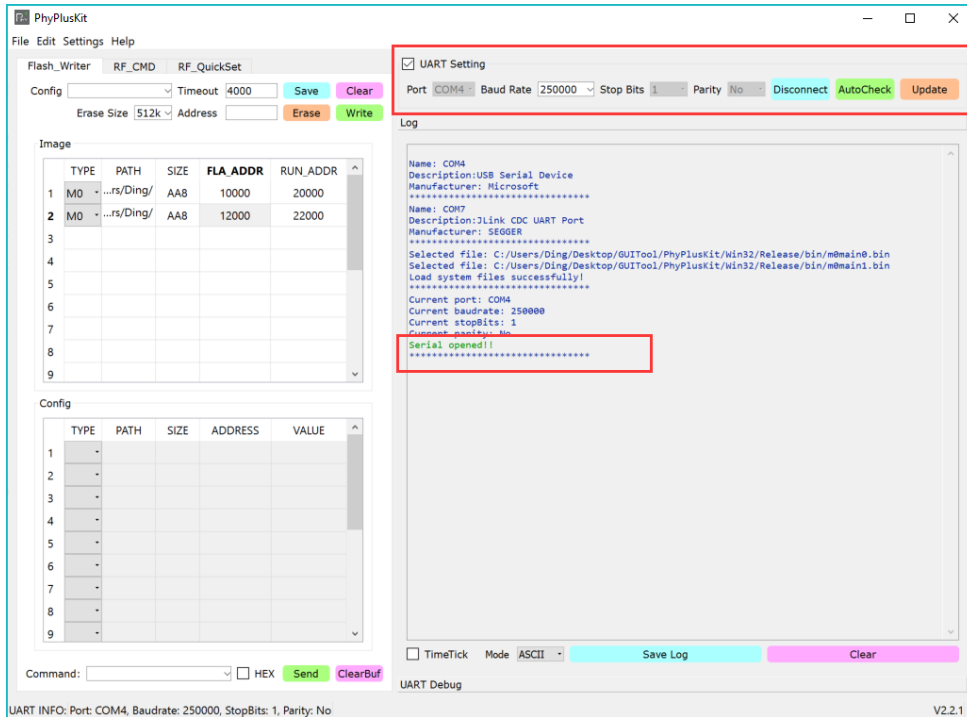 PhyPlusKit
File Edit Settings Help
Flash_Writer RF_CMD RF_QuickSet
Config Timeout 4000 Save Clear
Erase Size 512k Address Erase Write
Image
TYPE PATH SIZE FLA_ADDR RUN_ADDR
1 M0 ...rs/Ding/ AA8 10000 20000
2 M0 ...rs/Ding/ AA8 12000 22000
3
4
5
6
7
8
9
Config
TYPE PATH SIZE ADDRESS VALUE
1
2
3
4
5
6
7
8
9
Command: HEX Send ClearBuf
UART Setting
Port COM4 Baud Rate 250000 Stop Bits 1 Parity No Disconnect AutoCheck Update
Log
Name: COM4
Description:USB Serial Device
Manufacturer: Microsoft
********************************
Name: COM7
Description:JLink CDC UART Port
Manufacturer: SEGGER
********************************
Selected file: C:/Users/Ding/Desktop/GUITool/PhyPlusKit/Win32/Release/bin/m0main0.bin
Selected file: C:/Users/Ding/Desktop/GUITool/PhyPlusKit/Win32/Release/bin/m0main1.bin
Load system files successfully!
********************************
Current port: COM4
Current baudrate: 250000
Current stopBits: 1
Current parity: No
Serial opened!!
********************************
TimeTick Mode ASCII Save Log Clear
UART Debug
UART INFO: Port: COM4, Baudrate: 250000, StopBits: 1, Parity: No V2.2.1